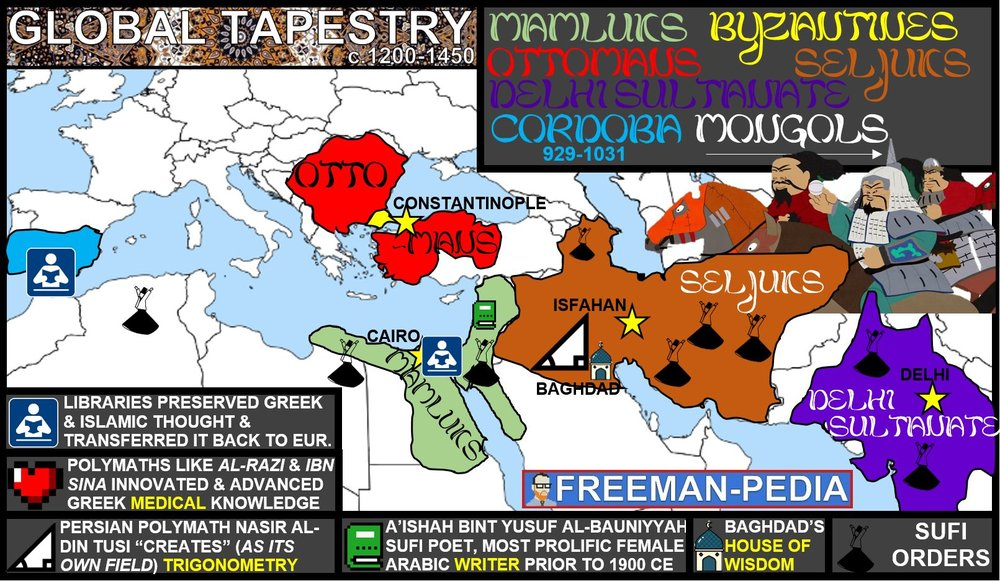 GLOBAL TAPESTRY
c. 1200-1450
MAMLUKS BYZANTINES
OTTOMANS SELJUKS
DELHI SULTANATE
CORDOBA MONGOLS
929-1031
OTTO
CONSTANTINOPLE
MANS
SELJUKS
ISFAHAN
CAIRO
BAGHDAD
MAMLUKS
DELHI
DELHI
SULTANATE
LIBRARIES PRESERVED GREEK
& ISLAMIC THOUGHT &
TRANSFERRED IT BACK TO EUR.
POLYMATHS LIKE AL-RAZI & IBN
SINA INNOVATED & ADVANCED
GREEK MEDICAL KNOWLEDGE
FREEMAN-PEDIA
PERSIAN POLYMATH NASIR AL-
DIN TUSI “CREATES” (AS ITS
OWN FIELD) TRIGONOMETRY
A’ISHAH BINT YUSUF AL-BAUNIYYAH
SUFI POET, MOST PROLIFIC FEMALE
ARABIC WRITER PRIOR TO 1900 CE
BAGHDAD’S
HOUSE OF
WISDOM
SUFI
ORDERS